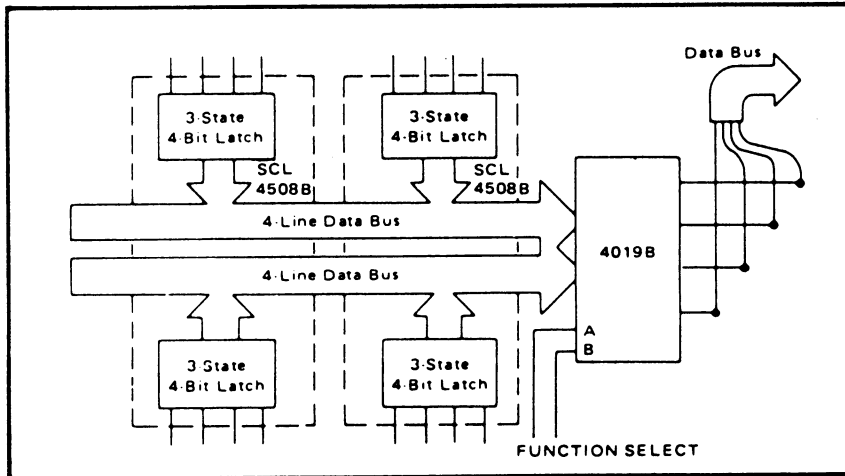 Data Bus
3-State
4-Bit Latch
3-State
4-Bit Latch
SCL
4508B
SCL
4508B
4-Line Data Bus
4-Line Data Bus
4019B
A
B
3-State
4-Bit Latch
3-State
4-Bit Latch
FUNCTION SELECT